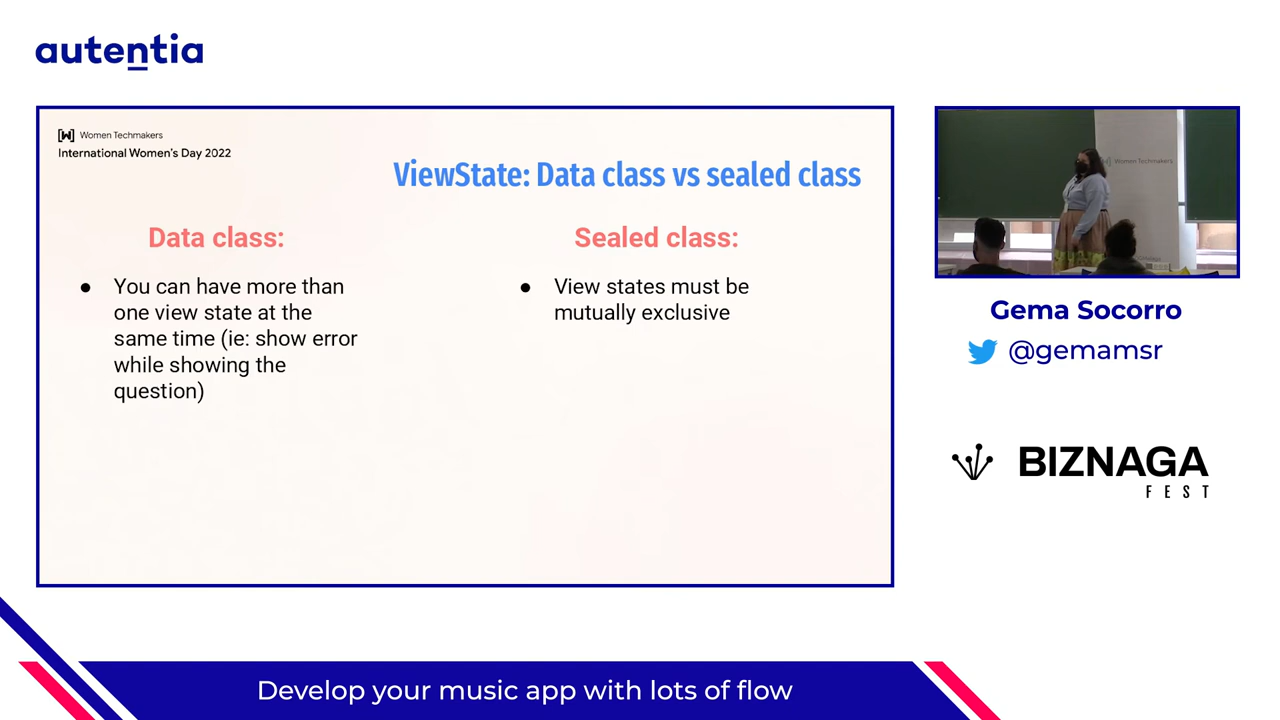 autentia
[W] Women Techmakers
International Women's Day 2022
ViewState: Data class vs sealed class
Data class:
● You can have more than
one view state at the
same time (ie: show error
while showing the
question)
Sealed class:
● View states must be
mutually exclusive
Women Techmakers
Gema Socorro
@gemamsr
BIZNAGA
FEST
Develop your music app with lots of flow